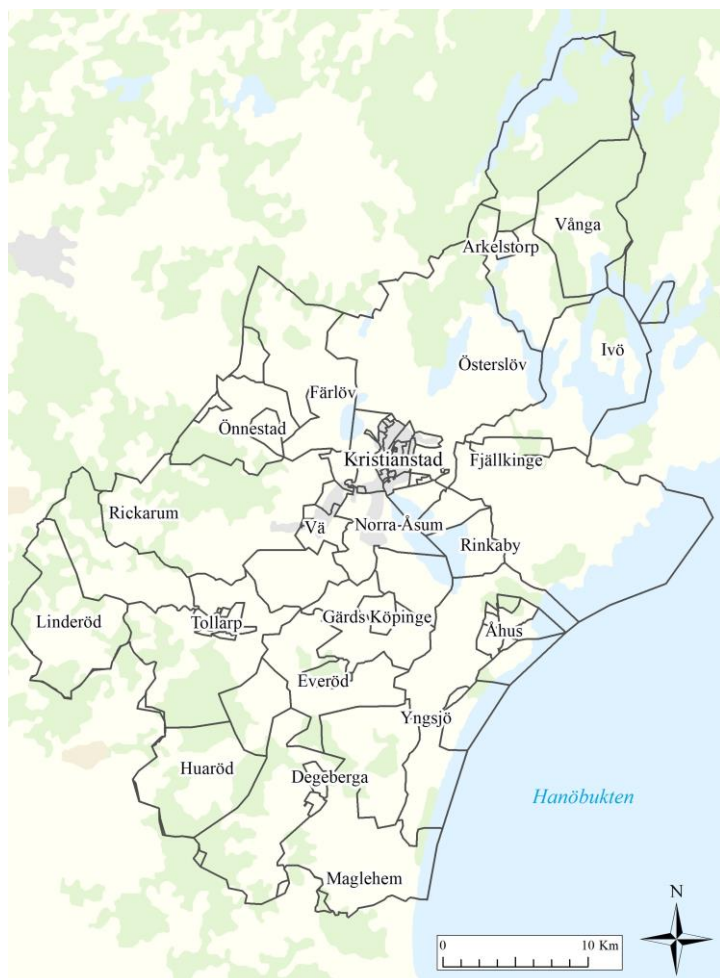 Vånga
Arkelstorp
Ivö
Österslöv
Färlöv
Önnestad
Kristianstad
Fjällkinge
Rickarum
Vä
Norra Åsum
Rinkaby
Linderöd
Tollarp
Gärds Köpinge
Åhus
Everöd
Yngsjö
Huaröd
Degeberga
Hanöbukten
Maglehem
N
0 10 Km